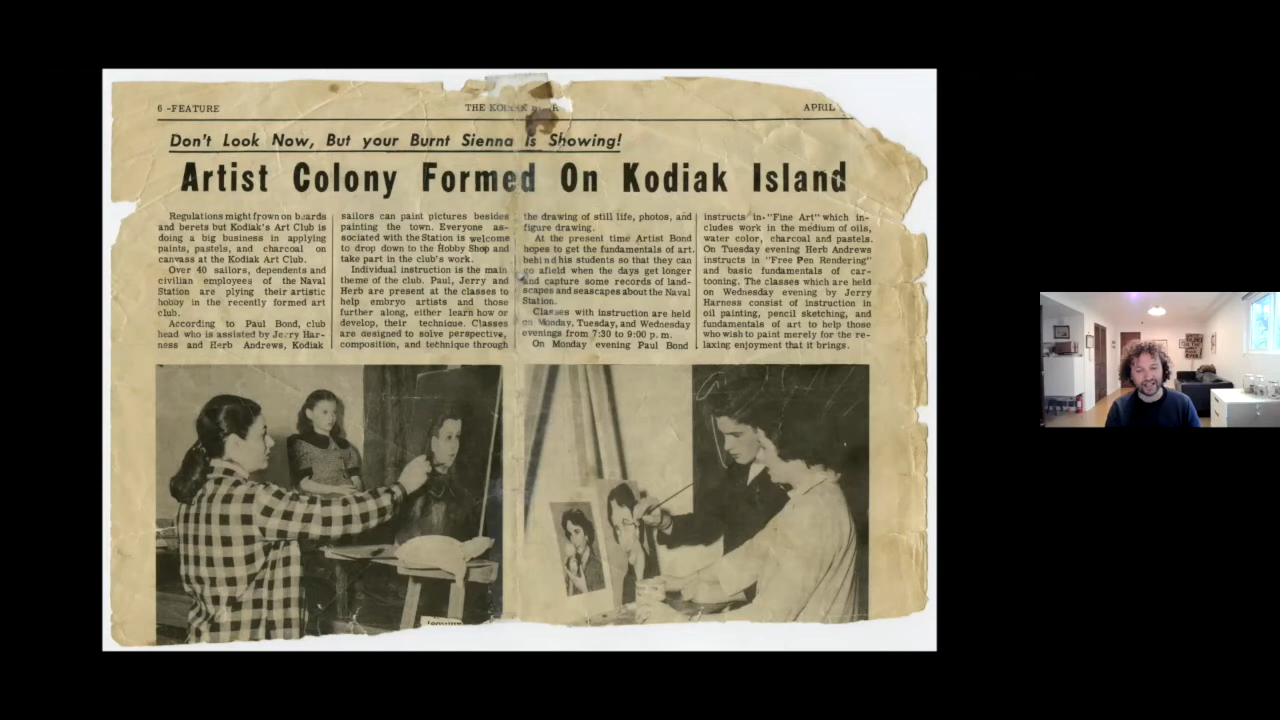 6 -FEATURE
THE KODIAK
APRIL
Don't Look Now, But your Burnt Sienna Is Showing!
Artist Colony Formed On Kodiak Island
Regulations might frown on beards
and berets but Kodiak's Art Club is
doing a big business in applying
paints, pastels, and charcoal on
canvass at the Kodiak Art Club.
Over 40 sailors, dependents and
civilian employees of the Naval
Station are plying their artistic
hobby in the recently formed art
club.
According to Paul Bond, club
head who is assisted by Jerry Har-
ness and Herb Andrews, Kodiak
sailors can paint pictures besides
painting the town. Everyone as-
sociated with the Station is welcome
to drop down to the Hobby Shop and
take part in the club's work.
Individual instruction is the main
theme of the club. Paul, Jerry and
Herb are present at the classes to
help embryo artists and those
further along, either learn how or
develop, their technique. Classes
are designed to solve perspective,
composition, and technique through
the drawing of still life, photos, and
figure drawing.
At the present time Artist Bond
hopes to get the fundamentals of art
behind his students so that they can
go afield when the days get longer
and capture some records of land-
scapes and seascapes about the Naval
Station.
Classes with instruction are held
on Monday, Tuesday, and Wednesday
evenings from 7:30 to 9:00 p. m.
On Monday evening Paul Bond
instructs in "Fine Art" which in-
cludes work in the medium of oils,
water color, charcoal and pastels.
On Tuesday evening Herb Andrews
instructs in "Free Pen Rendering"
and basic fundamentals of car-
tooning. The classes which are held
on Wednesday evening by Jerry
Harness consist of instruction in
oil painting, pencil sketching, and
fundamentals of art to help those
who wish to paint merely for the re-
laxing enjoyment that it brings.